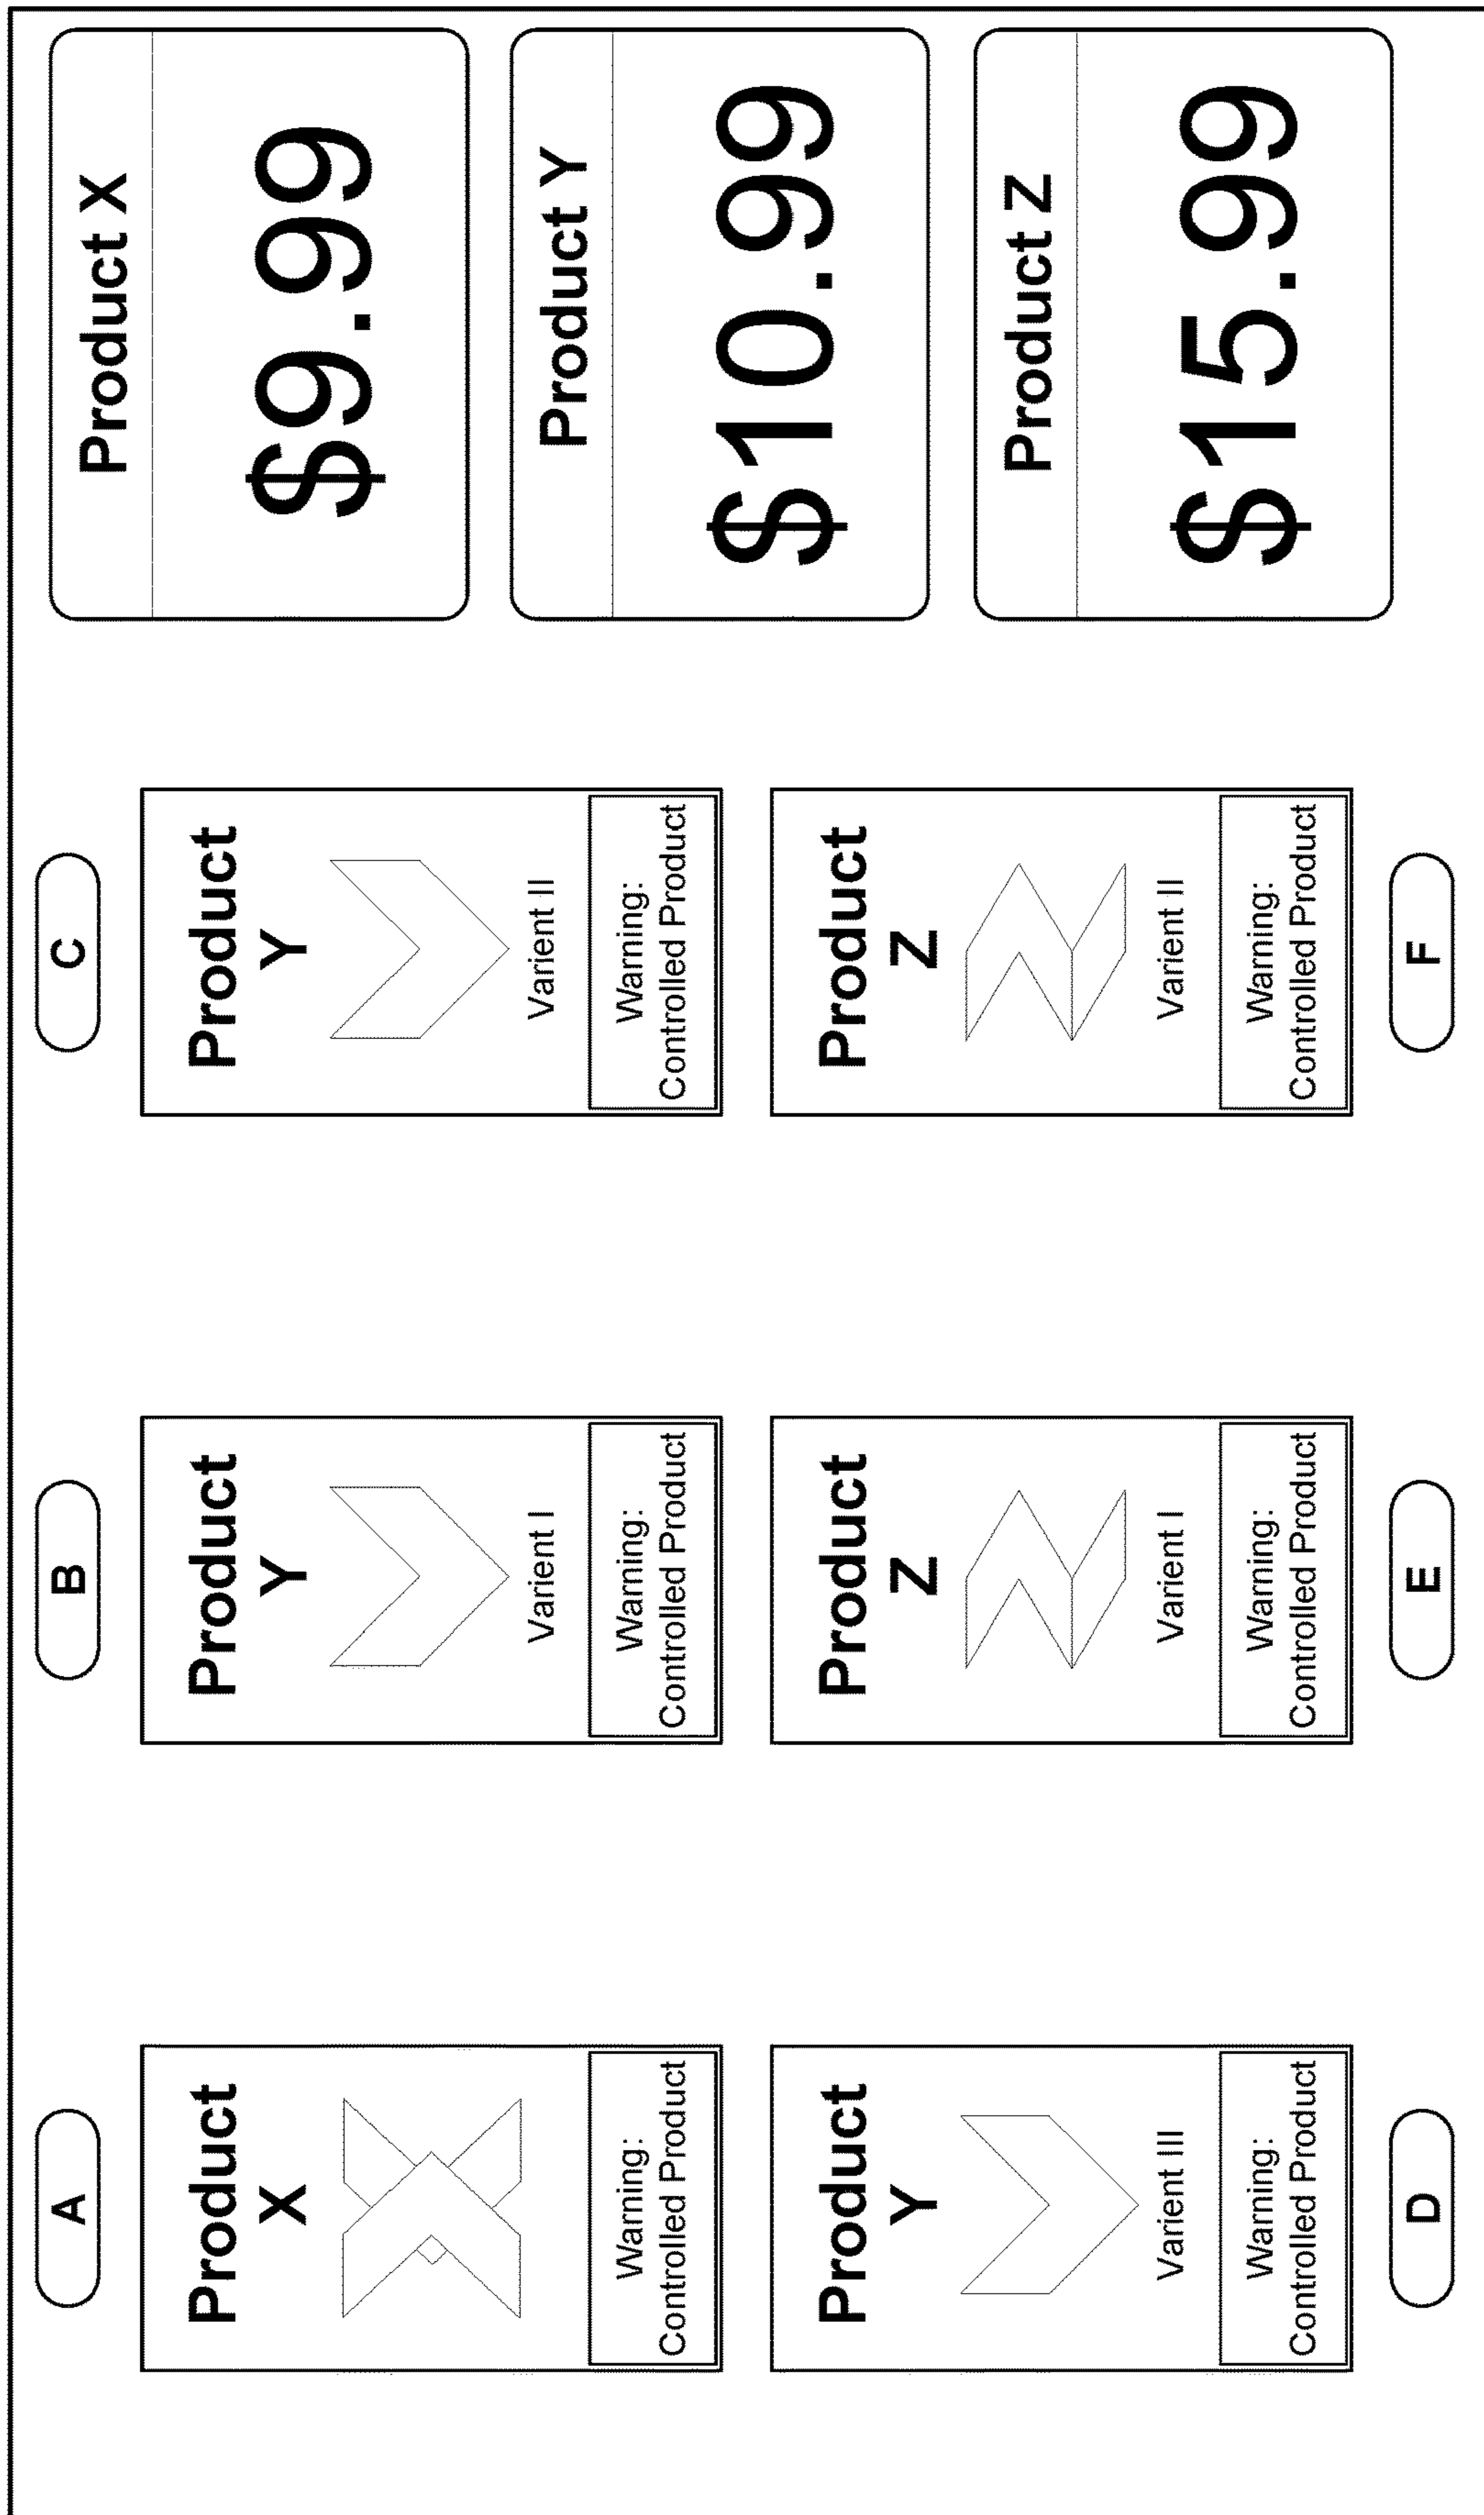 A
B
C
Product
X
Warning:
Controlled Product
Product
Y
Varient I
Warning:
Controlled Product
Product
Y
Varient II
Warning:
Controlled Product
Product X
$9.99
Product Y
$10.99
Product Z
$15.99
Product
Y
Varient III
Warning:
Controlled Product
Product
Z
Varient I
Warning:
Controlled Product
Product
Z
Varient II
Warning:
Controlled Product
D
E
F